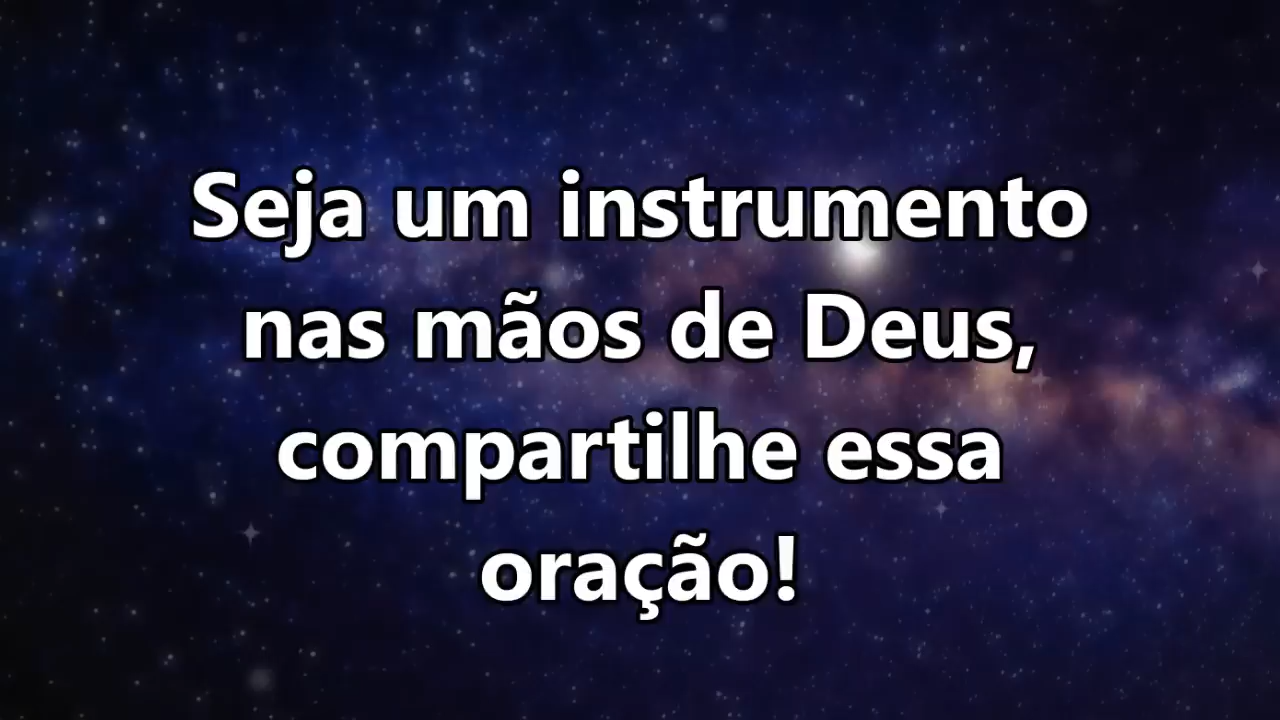 Seja um instrumento
nas mãos de Deus,
compartilhe essa
oração!